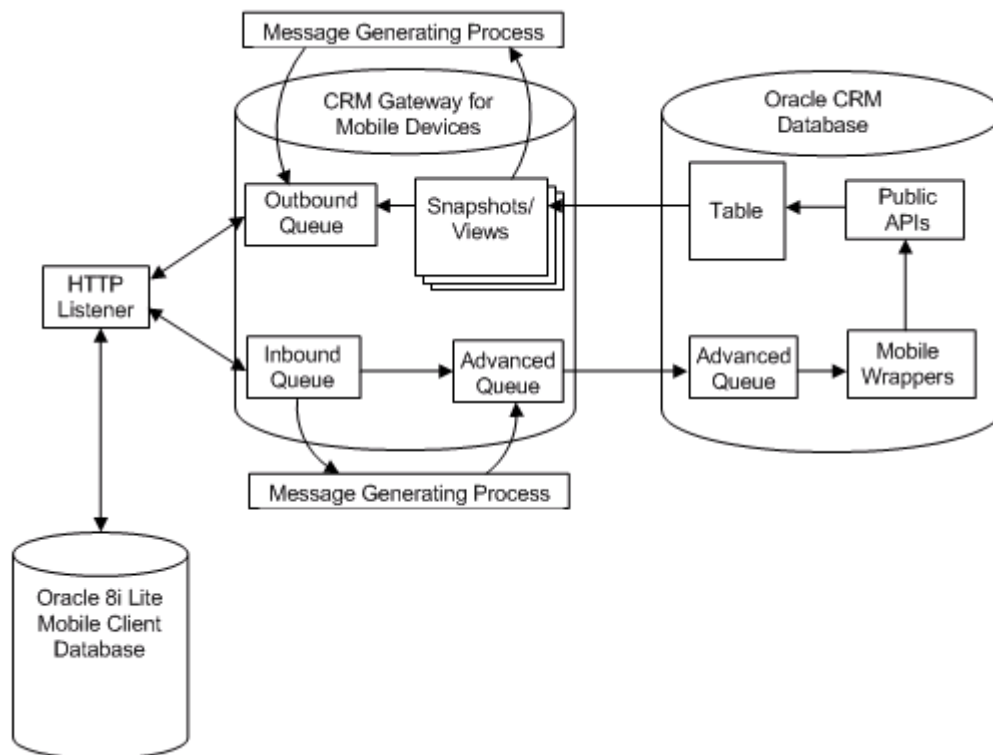 Message Generating Process
CRM Gateway for
Mobile Devices
Oracle CRM
Database
Outbound
Queue
Snapshots/
Views
Table
Public
APIs
HTTP
Listener
Inbound
Queue
Advanced
Queue
Advanced
Queue
Mobile
Wrappers
Message Generating Process
Oracle 8i Lite
Mobile Client
Database